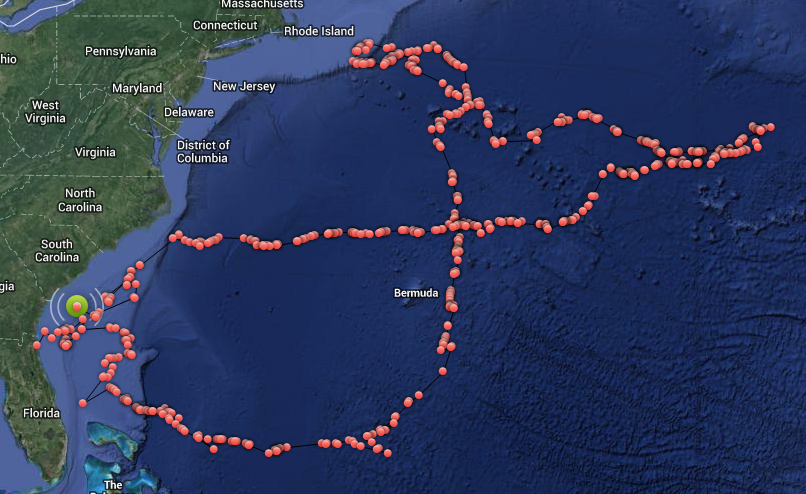 Massachusetts
Connecticut
Rhode Island
hio
Pennsylvania
Maryland
New Jersey
West
Virginia
Delaware
District of
Columbia
Virginia
North
Carolina
South
Carolina
gia
Bermuda
Florida
The